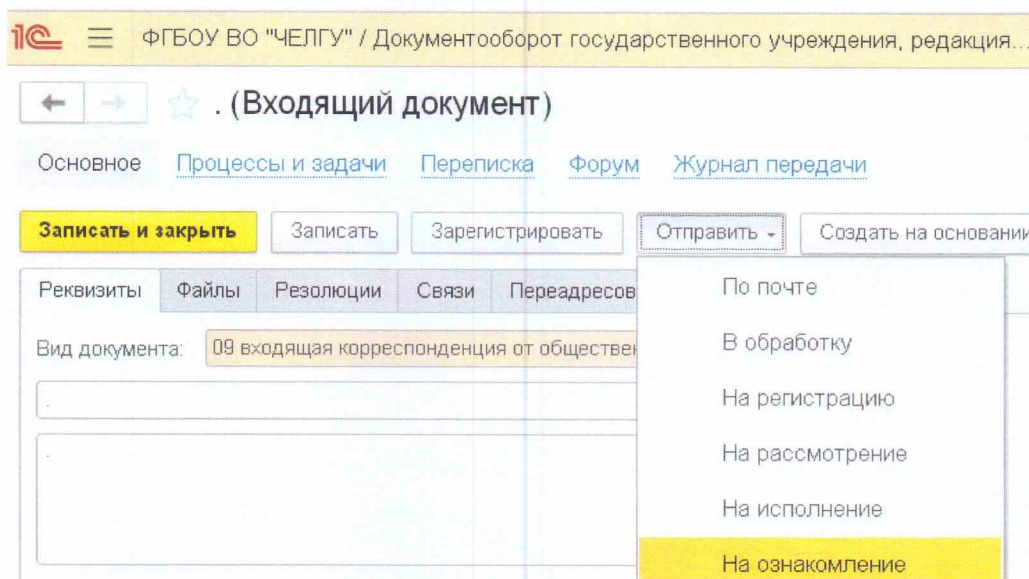 1С ФГБОУ ВО "ЧЕЛГУ" / Документооборот государственного учреждения, редакция...
. (Входящий документ)
Основное Процессы и задачи Переписка Форум Журнал передачи
Записать и закрыть Записать Зарегистрировать Отправить Создать на основании
Реквизиты Файлы Резолюции Связи Переадресов
Вид документа: 09 входящая корреспонденция от обществен
.
.
По почте
В обработку
На регистрацию
На рассмотрение
На исполнение
На ознакомление